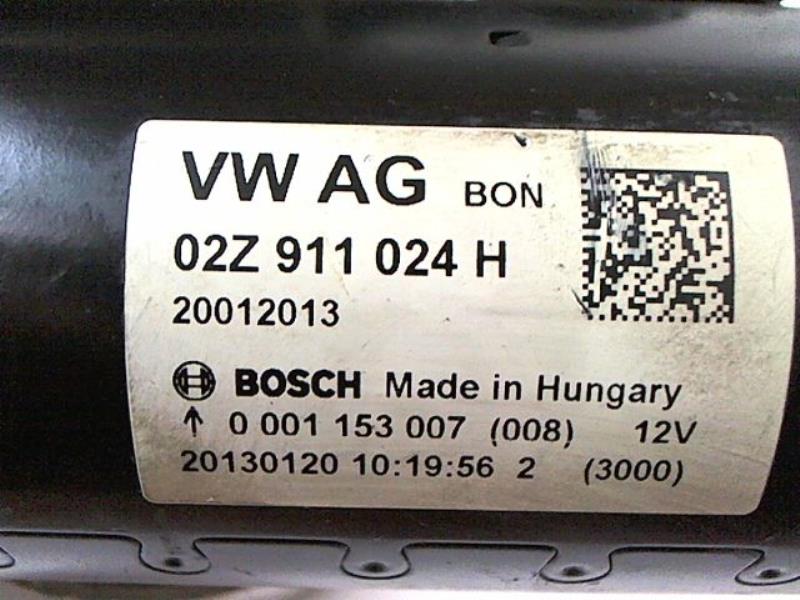 VW AG BON
02Z 911 024 H
20012013
BOSCH Made in Hungary
↑ 0 001 153 007 (008) 12V
20130120 10:19:56 2 (3000)